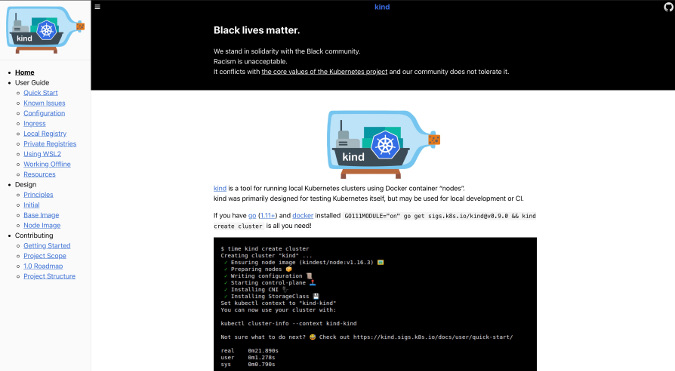 kind
kind
Home
User Guide
Quick Start
Known Issues
Configuration
Ingress
Local Registry
Private Registries
Using WSL2
Working Offline
Resources
Design
Principles
Initial
Base Image
Node Image
Contributing
Getting Started
Project Scope
1.0 Roadmap
Project Structure
Black lives matter.
We stand in solidarity with the Black community.
Racism is unacceptable.
It conflicts with the core values of the Kubernetes project and our community does not tolerate it.
kind
kind is a tool for running local Kubernetes clusters using Docker container “nodes”.
kind was primarily designed for testing Kubernetes itself, but may be used for local development or CI.
If you have go (1.11+) and docker installed GO111MODULE="on" go get sigs.k8s.io/kind@v0.9.0 && kind
create cluster is all you need!
$ time kind create cluster
Creating cluster "kind" ...
✓ Ensuring node image (kindest/node:v1.16.3) 🖼
✓ Preparing nodes 📦
✓ Writing configuration 📜
✓ Starting control-plane 🕹️
✓ Installing CNI 🔌
✓ Installing StorageClass 💾
Set kubectl context to "kind-kind"
You can now use your cluster with:
kubectl cluster-info --context kind-kind
Not sure what to do next? 😅 Check out https://kind.sigs.k8s.io/docs/user/quick-start/
real 0m21.890s
user 0m1.278s
sys 0m0.790s